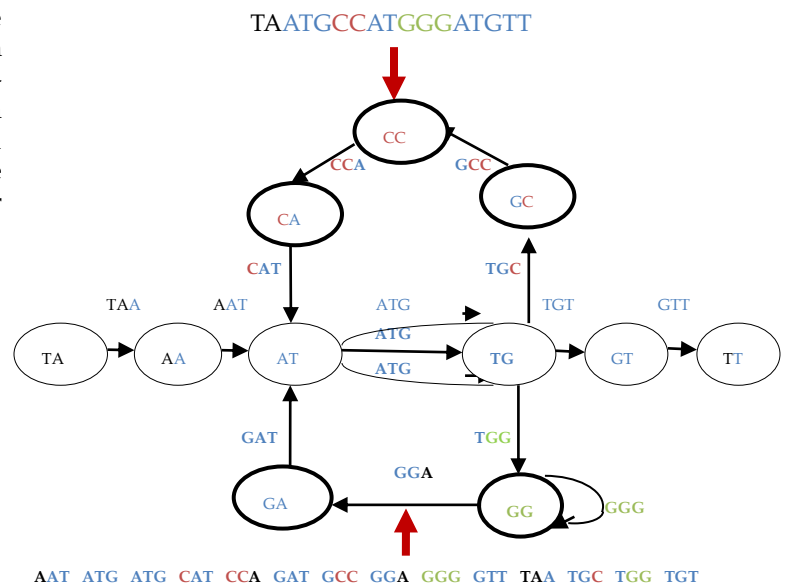 TAATGCCATGGGATGTT
CC
CCA GCC
GC
CA
CAT TGC
TAA AAT ATG TGT GTT
ATG
TA AA AT TG GT TT
ATG
GAT TGG
GGA
GA GG GGG
AAT ATG ATG CAT CCA GAT GCC GGA GGG GTT TAA TGC TGG TGT